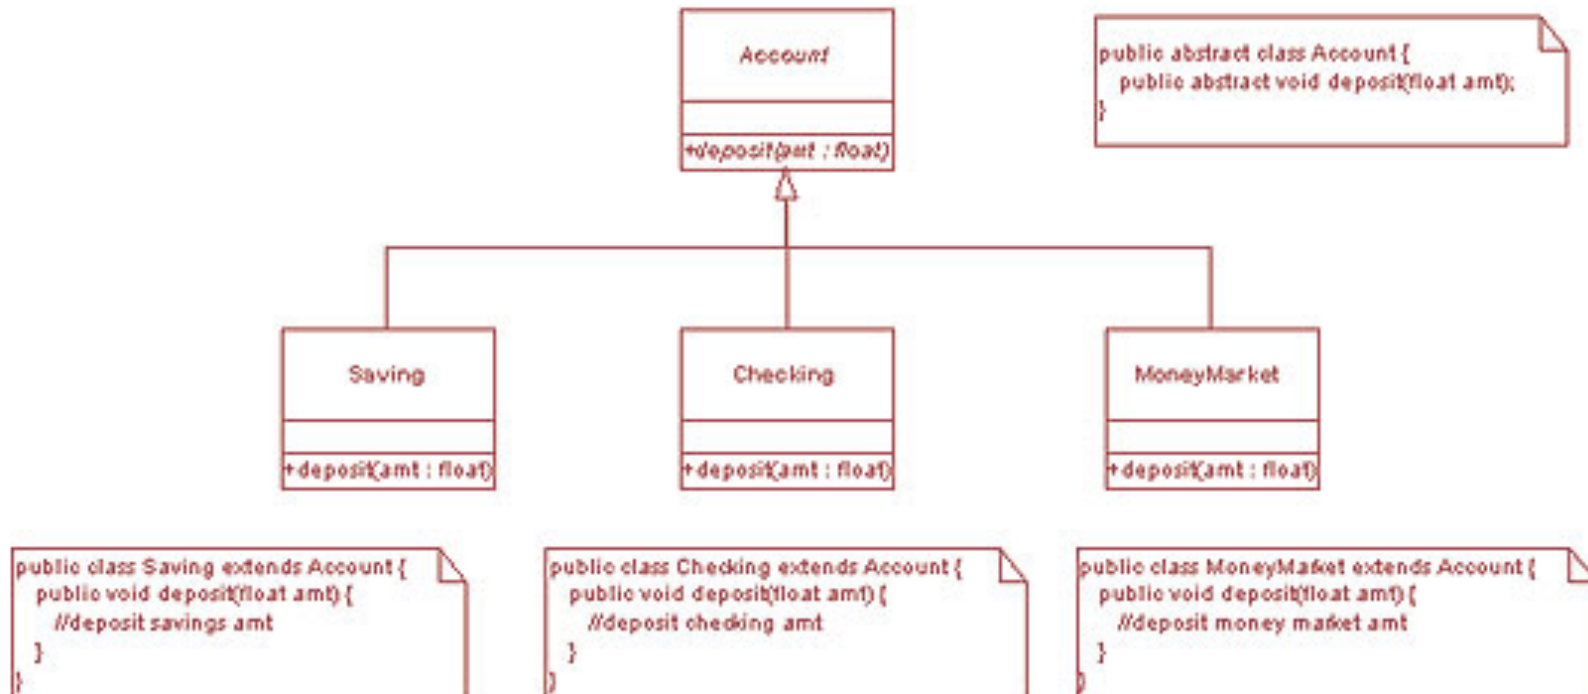 Account
+deposit(amt : float)
public abstract class Account {
public abstract void deposit(float amt);
}
Saving
+deposit(amt : float)
Checking
+deposit(amt : float)
MoneyMarket
+deposit(amt : float)
public class Saving extends Account {
public void deposit(float amt) {
//deposit savings amt
}
}
public class Checking extends Account {
public void deposit(float amt) {
//deposit checking amt
}
}
public class MoneyMarket extends Account {
public void deposit(float amt) {
//deposit money market amt
}
}